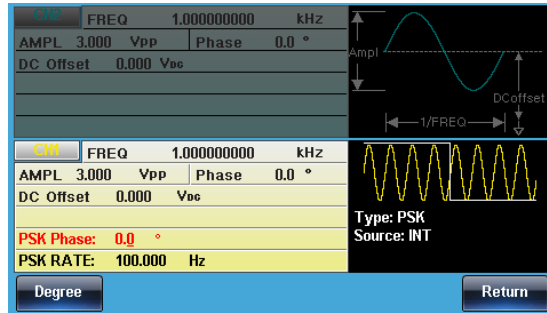 CH2 FREQ 1.000000000 kHz
AMPL 3.000 Vpp Phase 0.0 °
DC Offset 0.000 VDC
Ampl
DCoffset
1/FREQ
CH1 FREQ 1.000000000 kHz
AMPL 3.000 Vpp Phase 0.0 °
DC Offset 0.000 VDC
PSK Phase: 0.0 °
PSK RATE: 100.000 Hz
Type: PSK
Source: INT
Degree
Return